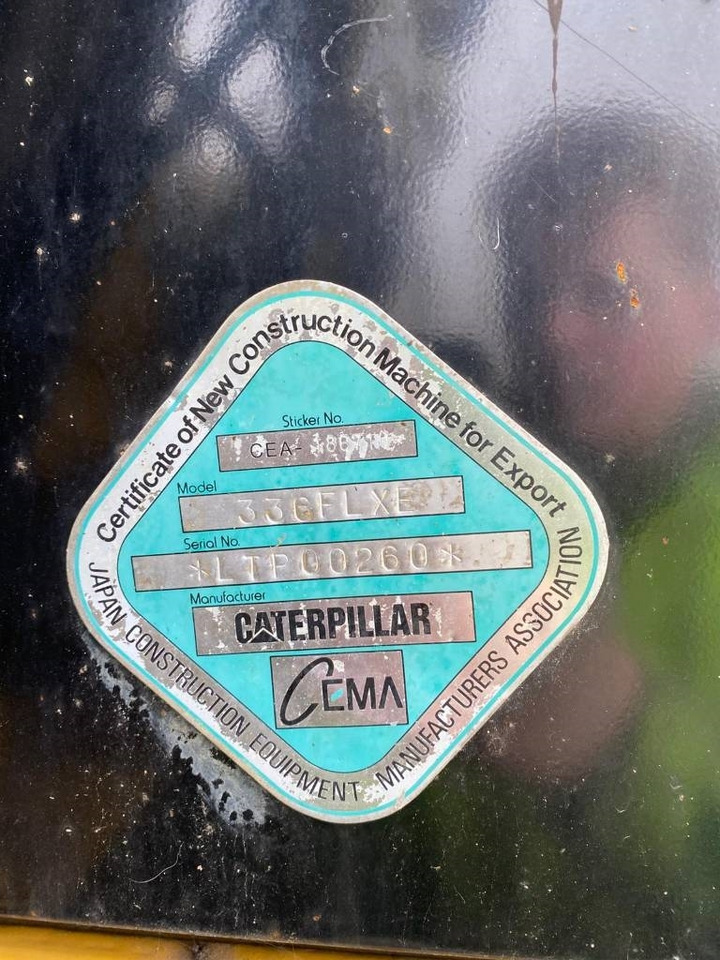 Certificate of New Construction Machine for Export
Sticker No.
CEA-
Model
336FLXE
Serial No.
*LTP00260*
Manufacturer
CATERPILLAR
CEMA
JAPAN CONSTRUCTION EQUIPMENT MANUFACTURERS ASSOCIATION